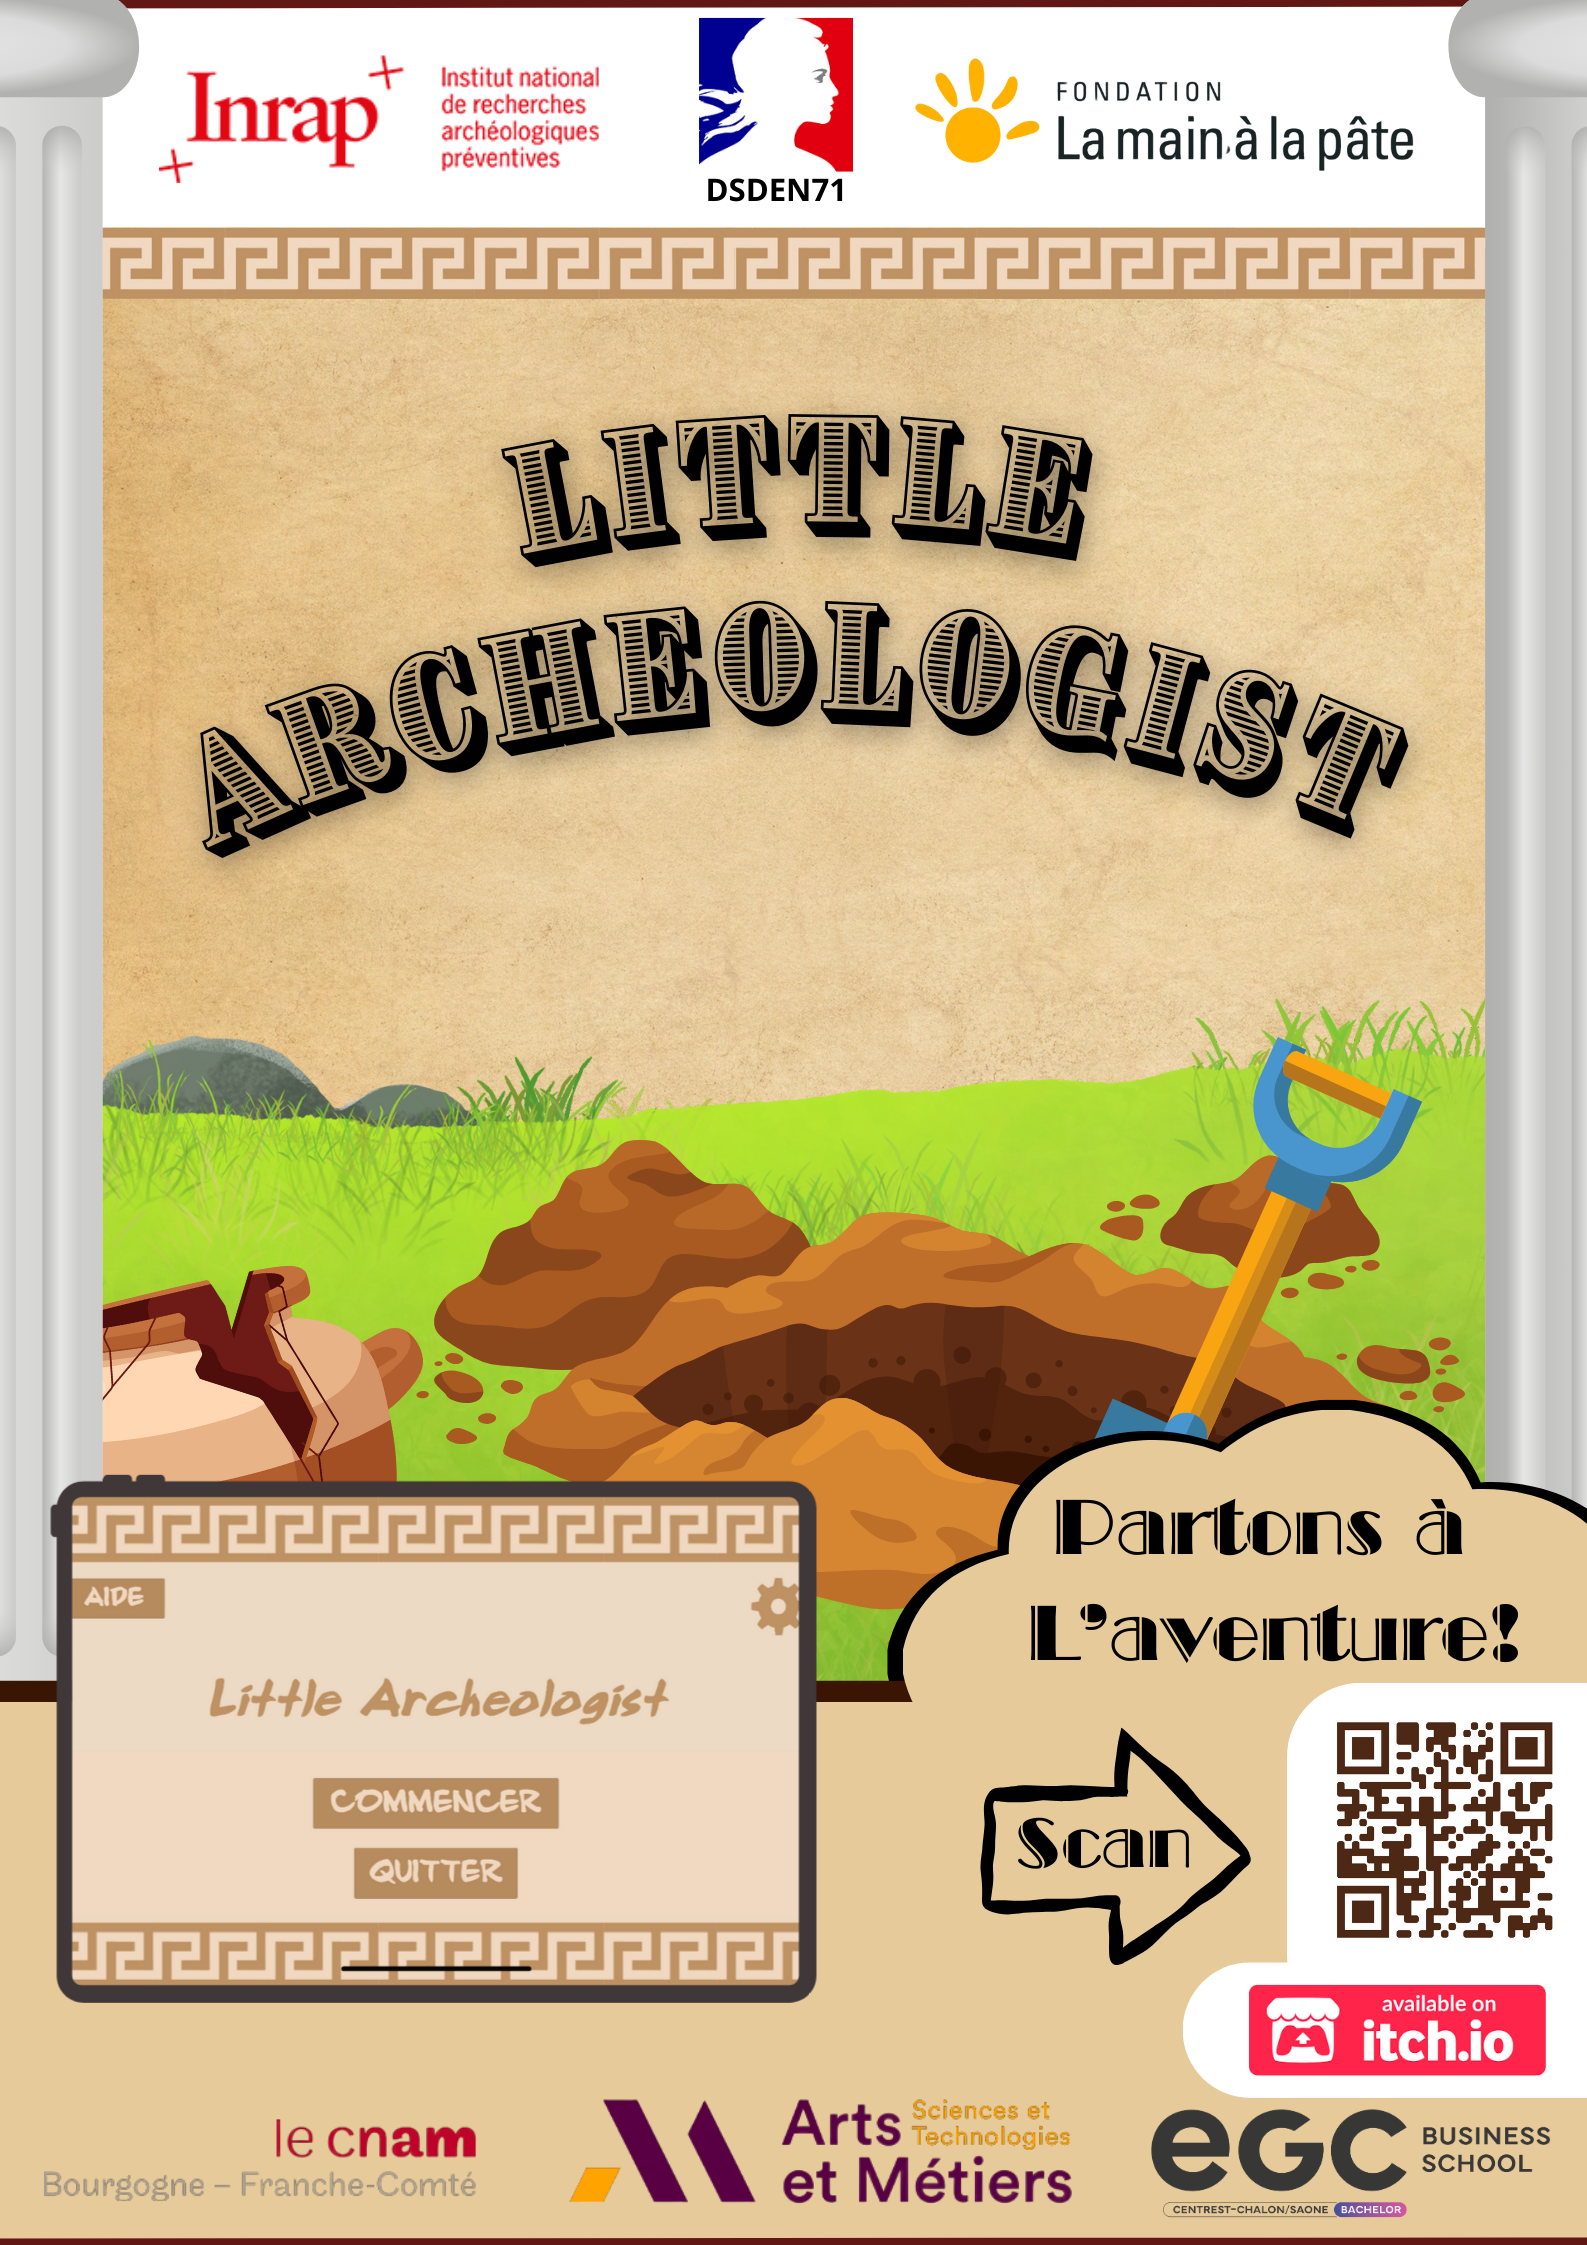 Inrap
Institut national
de recherches
archéologiques
préventives
DSDEN71
FONDATION
La main à la pâte
LITTLE
ARCHEOLOGIST
Partons à
L'aventure!
AIDE
Little Archeologist
COMMENCER
QUITTER
Scan
available on
itch.io
le cnam
Bourgogne – Franche-Comté
Arts Sciences et
Technologies
et Métiers
eGC BUSINESS
SCHOOL
CENTREST-CHALON/SAONE BACHELOR